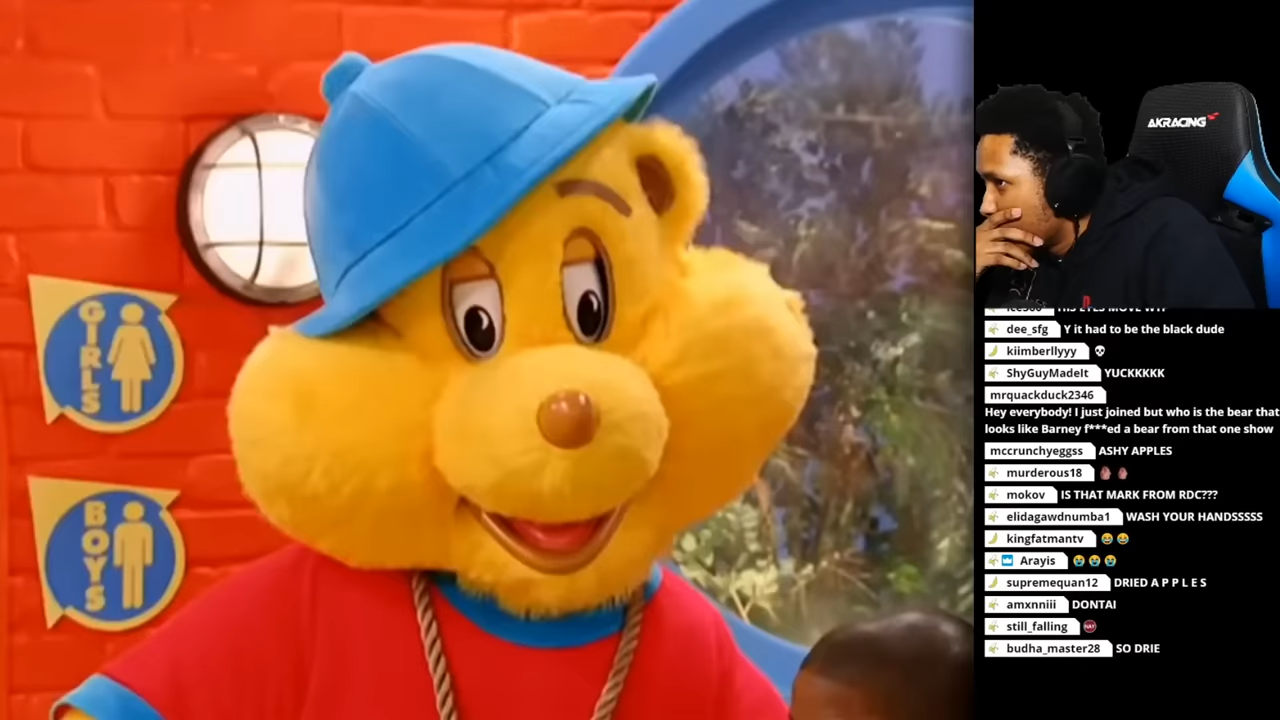 GIRLS
BOYS
AKRACING
dee_sfg Y it had to be the black dude
kiimberllyyy
ShyGuyMadeIt YUCKKKKK
mrquackduck2346
Hey everybody! I just joined but who is the bear that
looks like Barney f***ed a bear from that one show
mccrunchyeggss ASHY APPLES
murderous18
mokov IS THAT MARK FROM RDC???
elidagawdnumba1 WASH YOUR HANDSSSSS
kingfatmantv
Arayis
supremequan12 DRIED A P P L E S
amxnniii DONTAI
still_falling
budha_master28 SO DRIE